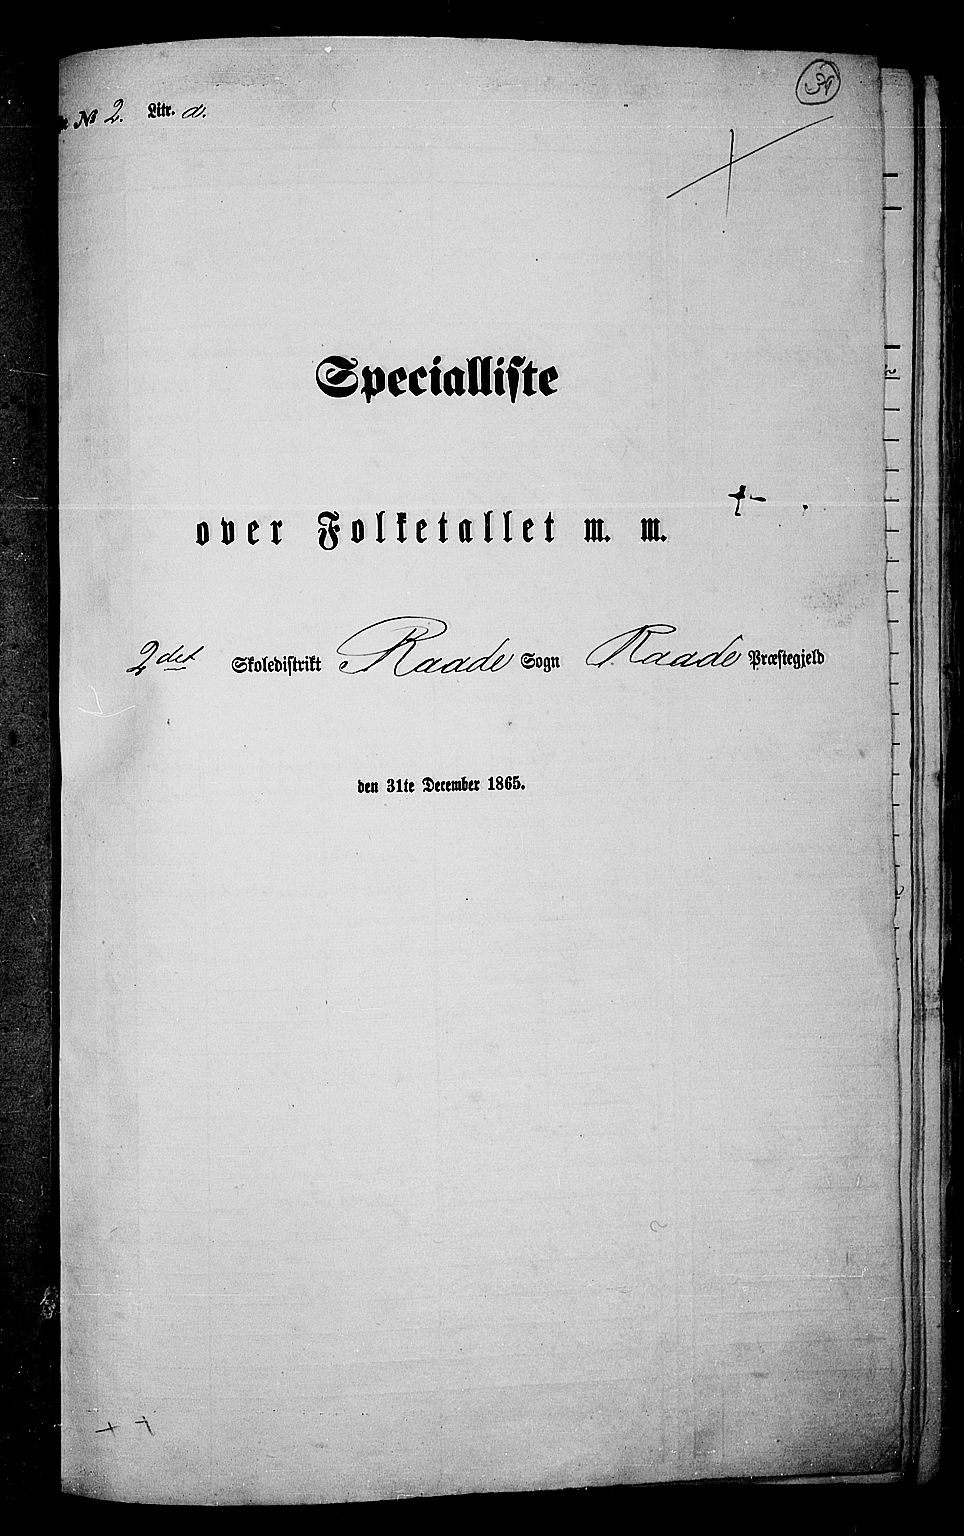 № 2. Litr. a.
Specialliste
over Folketallet m. m.
2det Skoledistrikt Raade Sogn Raade Præstegjeld
den 31te December 1865.